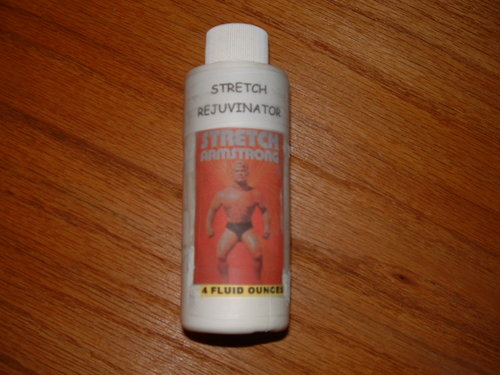 STRETCH
REJUVINATOR
STRETCH
ARMSTRONG
4 FLUID OUNCES